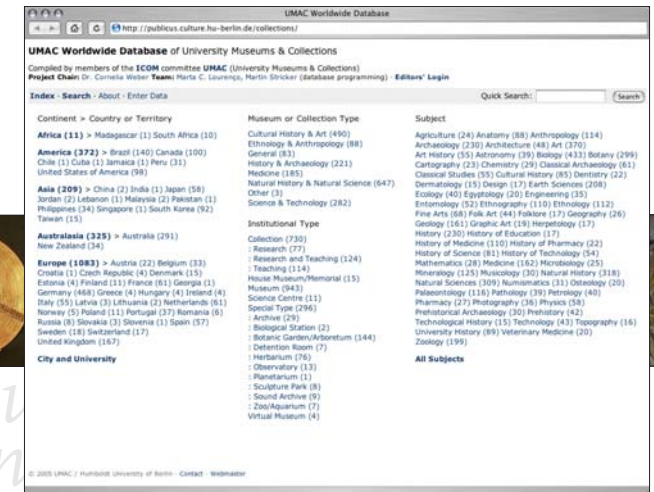 UMAC Worldwide Database
http://publicus.culture.hu-berlin.de/collections/
UMAC Worldwide Database of University Museums & Collections
Compiled by members of the ICOM committee UMAC (University Museums & Collections)
Project Chair: Dr. Cornelia Weber Team: Marta C. Lourenço, Martin Stricker (database programming) · Editors' Login
Index · Search · About · Enter Data
Quick Search:
Search
Continent > Country or Territory
Africa (11) > Madagascar (1) South Africa (10)
America (372) > Brazil (140) Canada (100)
Chile (1) Cuba (1) Jamaica (1) Peru (31)
United States of America (98)
Asia (209) > China (2) India (1) Japan (58)
Jordan (2) Lebanon (1) Malaysia (2) Pakistan (1)
Philippines (34) Singapore (1) South Korea (92)
Taiwan (15)
Australasia (325) > Australia (291)
New Zealand (34)
Europe (1083) > Austria (22) Belgium (33)
Croatia (1) Czech Republic (4) Denmark (15)
Estonia (4) Finland (11) France (61) Georgia (1)
Germany (468) Greece (4) Hungary (4) Ireland (4)
Italy (55) Latvia (3) Lithuania (2) Netherlands (61)
Norway (5) Poland (11) Portugal (37) Romania (6)
Russia (8) Slovakia (3) Slovenia (1) Spain (57)
Sweden (18) Switzerland (17)
United Kingdom (167)
City and University
Museum or Collection Type
Cultural History & Art (490)
Ethnology & Anthropology (88)
General (83)
History & Archaeology (221)
Medicine (185)
Natural History & Natural Science (647)
Other (3)
Science & Technology (282)
Institutional Type
Collection (730)
: Research (77)
: Research and Teaching (124)
: Teaching (114)
House Museum/Memorial (15)
Museum (943)
Science Centre (11)
Special Type (296)
: Archive (29)
: Biological Station (2)
: Botanic Garden/Arboretum (144)
: Detention Room (7)
: Herbarium (76)
: Observatory (13)
: Planetarium (1)
: Sculpture Park (8)
: Sound Archive (9)
: Zoo/Aquarium (7)
Virtual Museum (4)
Subject
Agriculture (24) Anatomy (88) Anthropology (114)
Archaeology (230) Architecture (48) Art (370)
Art History (55) Astronomy (39) Biology (433) Botany (299)
Cartography (23) Chemistry (29) Classical Archaeology (61)
Classical Studies (55) Cultural History (85) Dentistry (22)
Dermatology (15) Design (17) Earth Sciences (208)
Ecology (40) Egyptology (20) Engineering (35)
Entomology (52) Ethnography (110) Ethnology (112)
Fine Arts (68) Folk Art (44) Folklore (17) Geography (26)
Geology (161) Graphic Art (19) Herpetology (17)
History (230) History of Education (17)
History of Medicine (110) History of Pharmacy (22)
History of Science (81) History of Technology (54)
Mathematics (28) Medicine (162) Microbiology (25)
Mineralogy (125) Musicology (30) Natural History (318)
Natural Sciences (309) Numismatics (31) Osteology (20)
Palaeontology (116) Pathology (39) Petrology (40)
Pharmacy (27) Photography (36) Physics (58)
Prehistorical Archaeology (30) Prehistory (42)
Technological History (15) Technology (43) Topography (16)
University History (89) Veterinary Medicine (20)
Zoology (199)
All Subjects
© 2005 UMAC / Humboldt University of Berlin · Contact · Webmaster